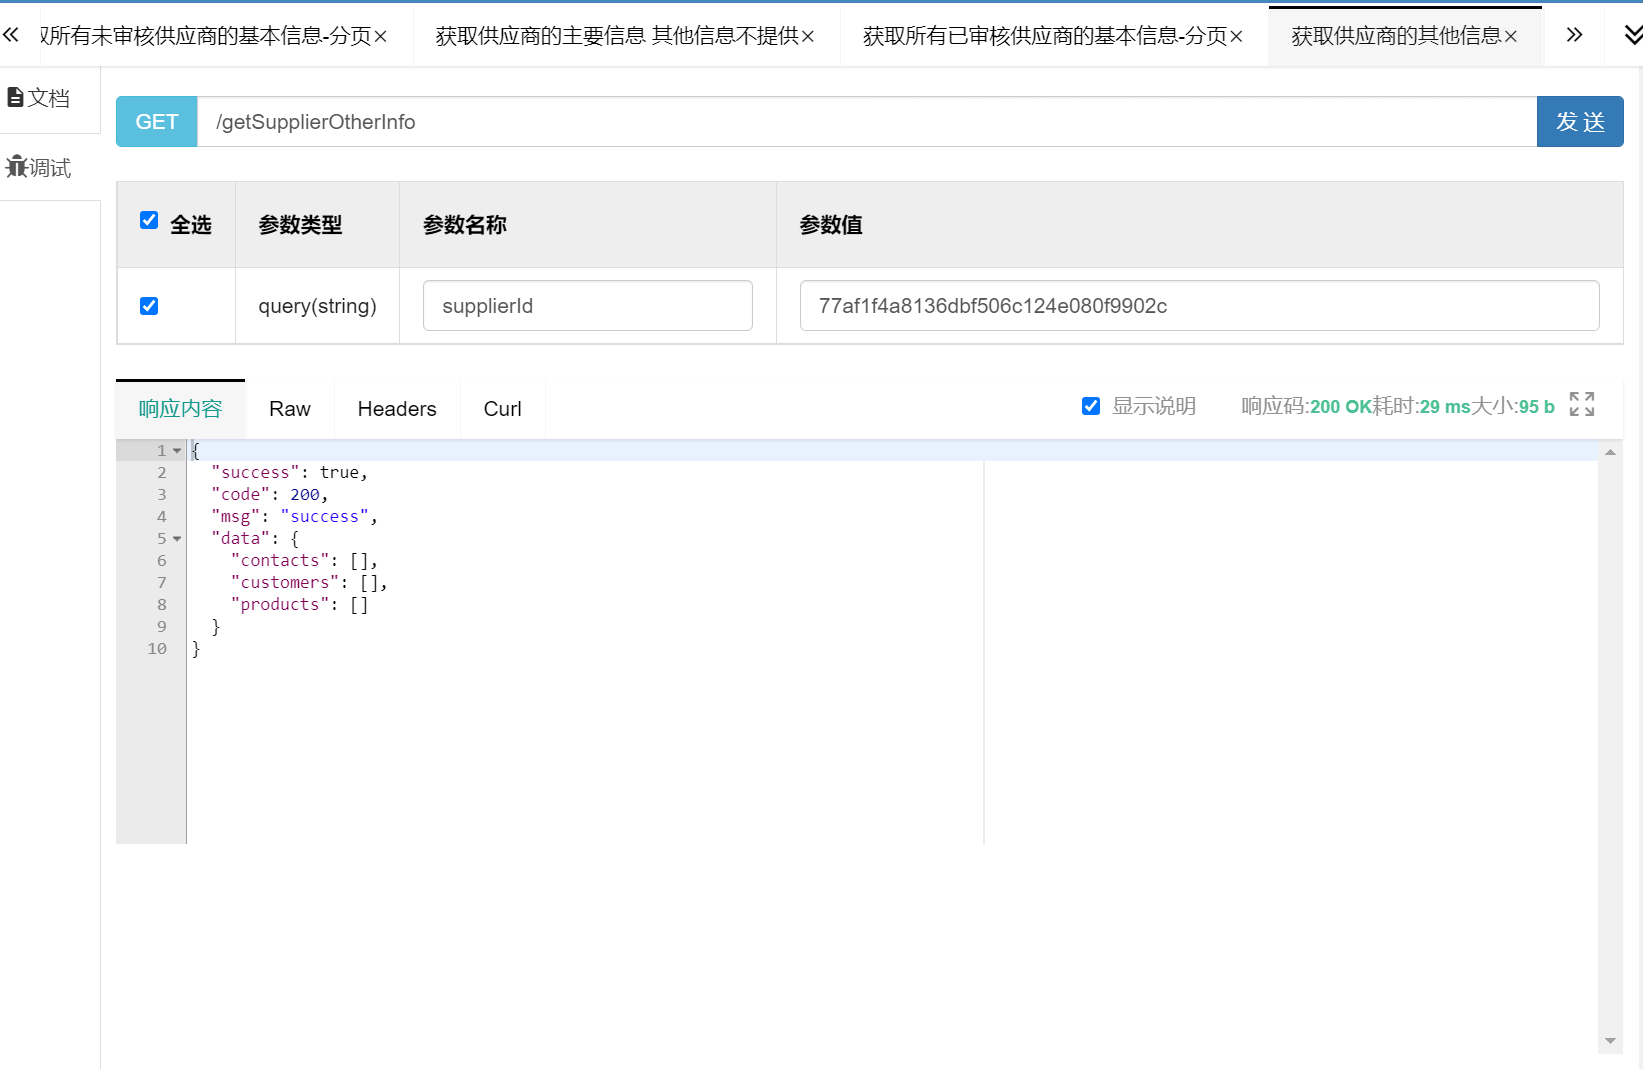 所有未审核供应商的基本信息-分页×
获取供应商的主要信息 其他信息不提供×
获取所有已审核供应商的基本信息-分页×
获取供应商的其他信息×
文档
调试
GET /getSupplierOtherInfo 发 送
全选 参数类型 参数名称 参数值
query(string) supplierId 77af1f4a8136dbf506c124e080f9902c
响应内容 Raw Headers Curl 显示说明 响应码:200 OK耗时:29 ms大小:95 b
1 {
2 "success": true,
3 "code": 200,
4 "msg": "success",
5 "data": {
6 "contacts": [],
7 "customers": [],
8 "products": []
9 }
10 }